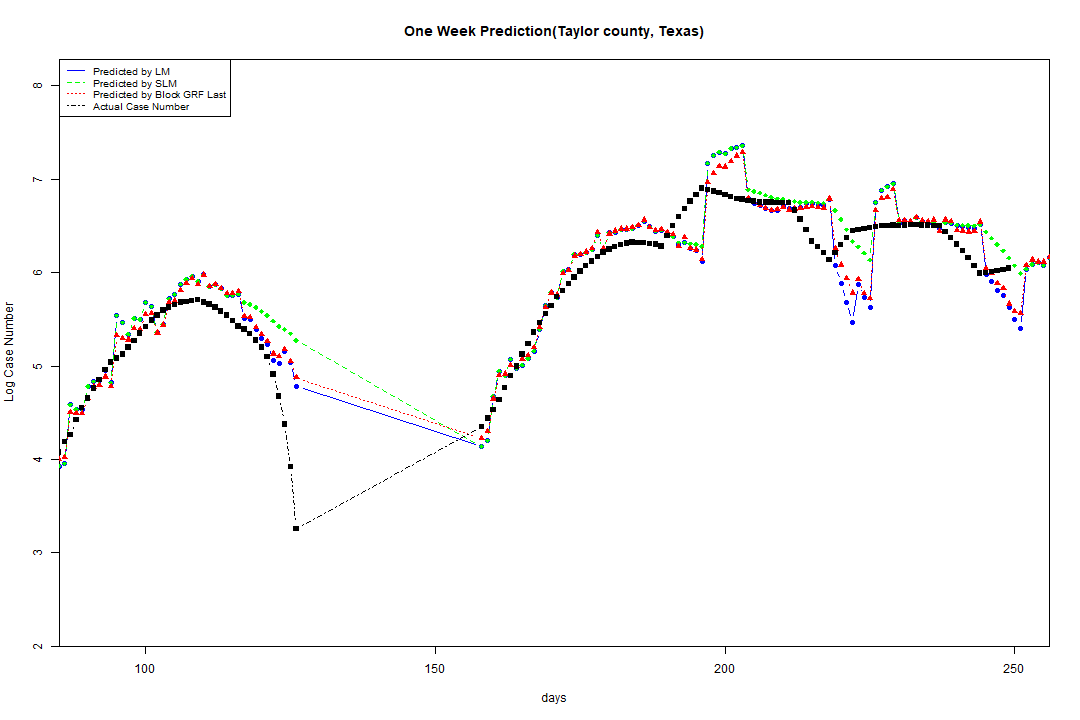 One Week Prediction(Taylor county, Texas)
Predicted by LM
Predicted by SLM
Predicted by Block GRF Last
Actual Case Number
8
7
6
5
4
3
2
Log Case Number
100 150 200 250
days